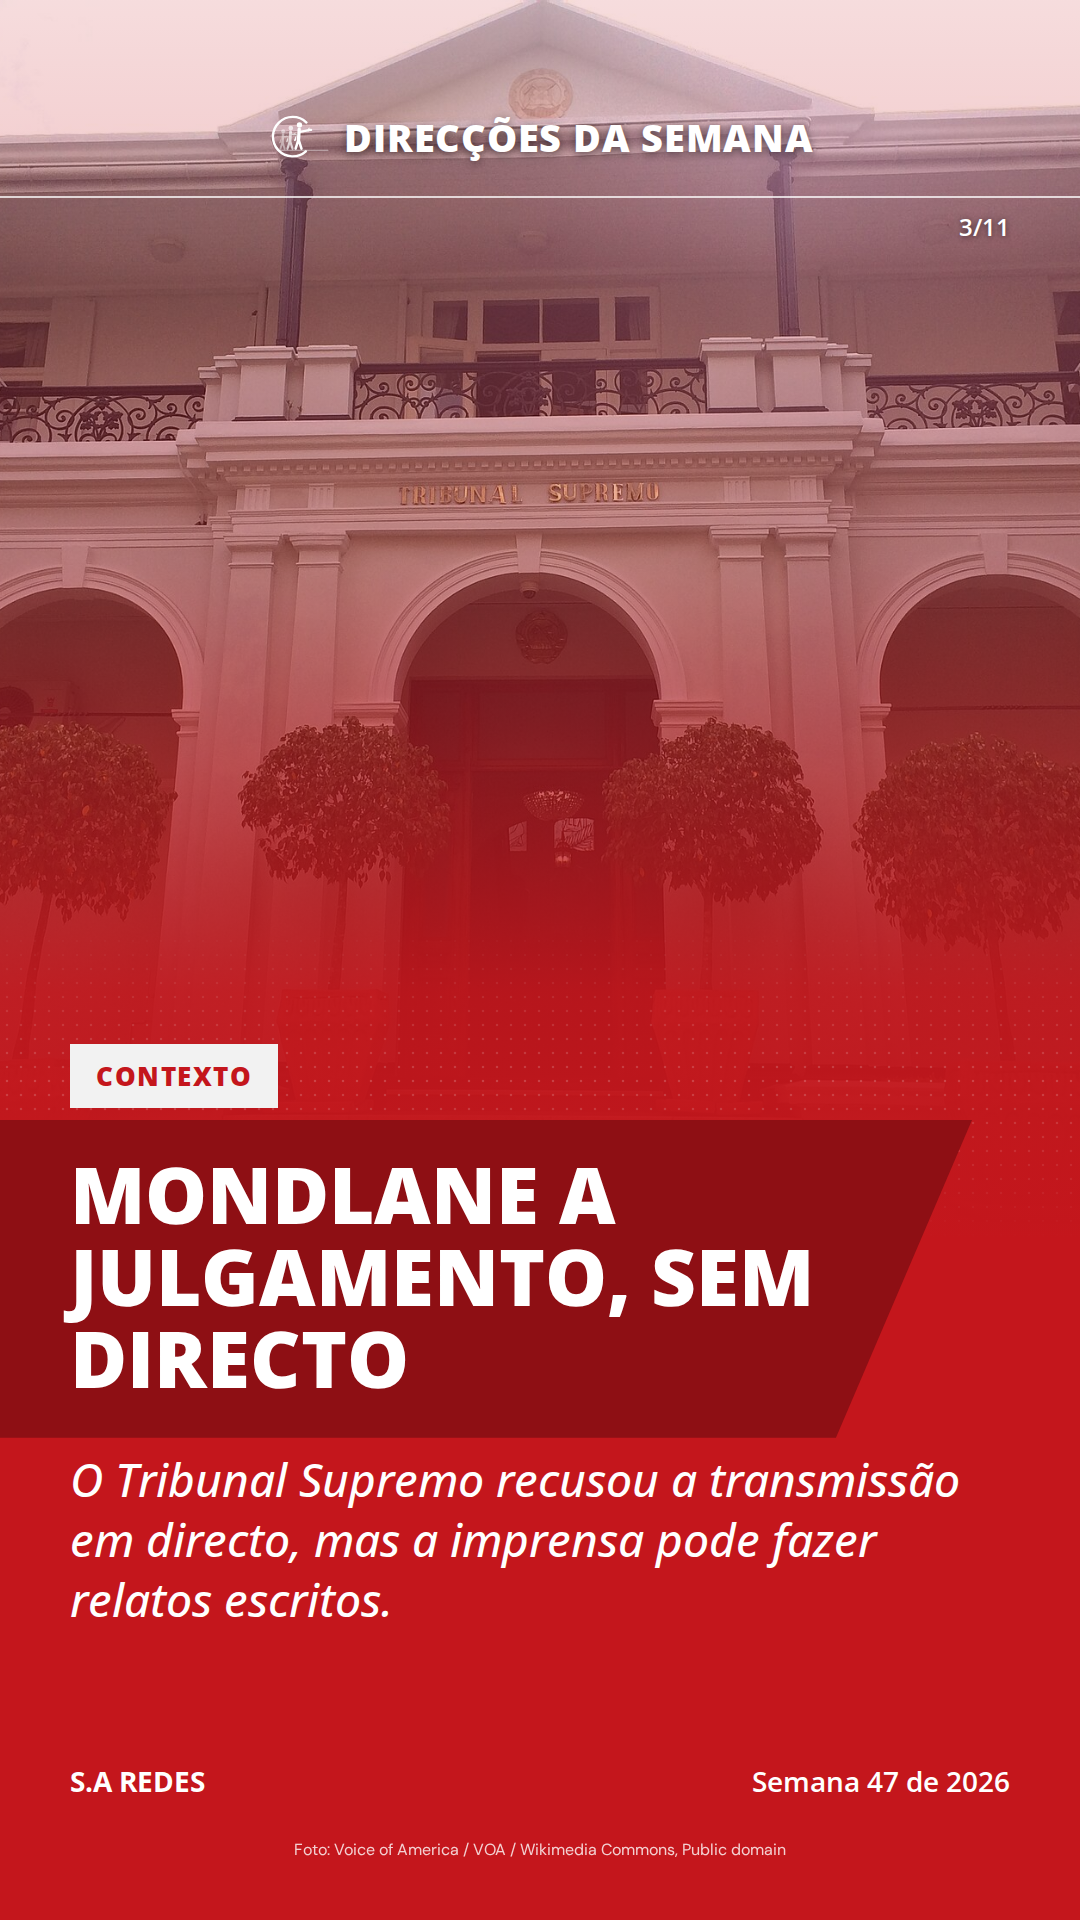 DIRECÇÕES DA SEMANA
3/11
TRIBUNAL SUPREMO
CONTEXTO
MONDLANE A
JULGAMENTO, SEM
DIRECTO
O Tribunal Supremo recusou a transmissão
em directo, mas a imprensa pode fazer
relatos escritos.
S.A REDES
Semana 47 de 2026
Foto: Voice of America / VOA / Wikimedia Commons, Public domain